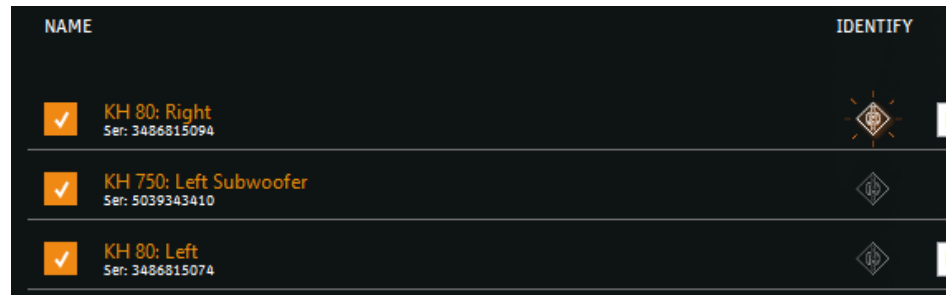 NAME IDENTIFY
KH 80: Right
Ser: 3486815094
KH 750: Left Subwoofer
Ser: 5039343410
KH 80: Left
Ser: 3486815074